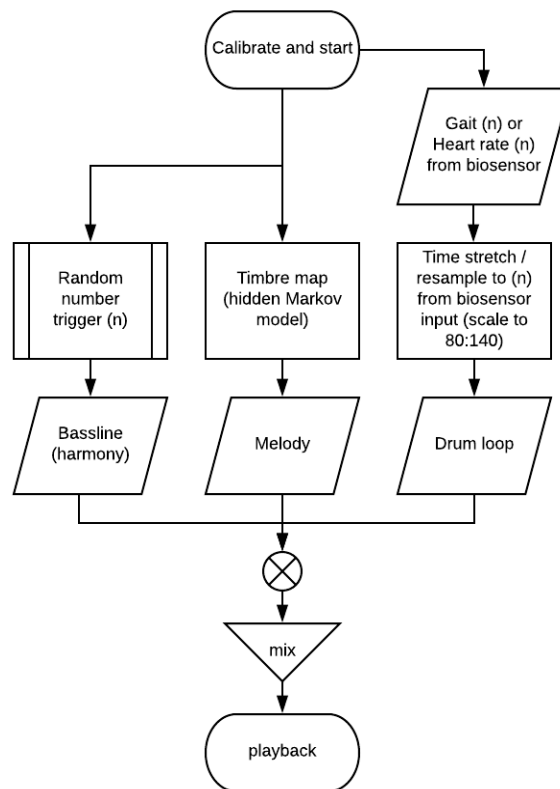 Calibrate and start
Gait (n) or
Heart rate (n)
from biosensor
Random
number
trigger (n)
Timbre map
(hidden Markov
model)
Time stretch /
resample to (n)
from biosensor
input (scale to
80:140)
Bassline
(harmony)
Melody
Drum loop
mix
playback